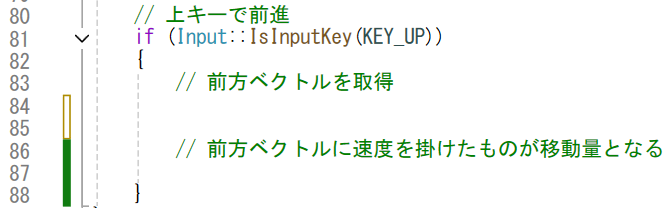 80 // 上キーで前進
81 if (Input::IsInputKey(KEY_UP))
82 {
83 // 前方ベクトルを取得
84
85
86 // 前方ベクトルに速度を掛けたものが移動量となる
87
88 }